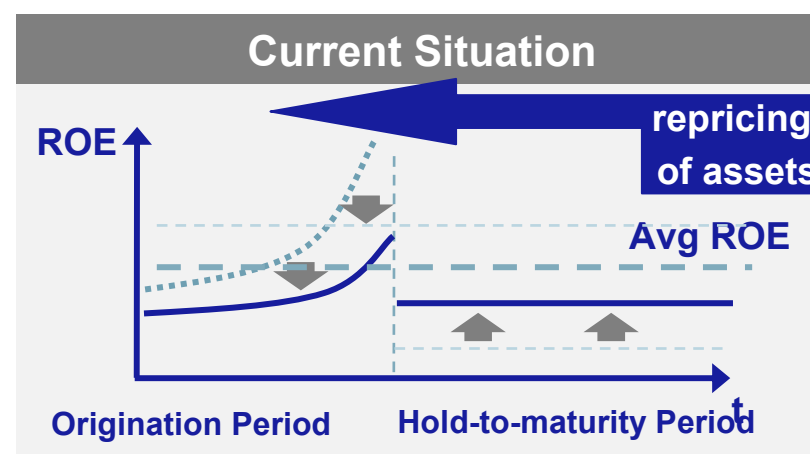 Current Situation
repricing
of assets
ROE
Avg ROE
t
Origination Period
Hold-to-maturity Period